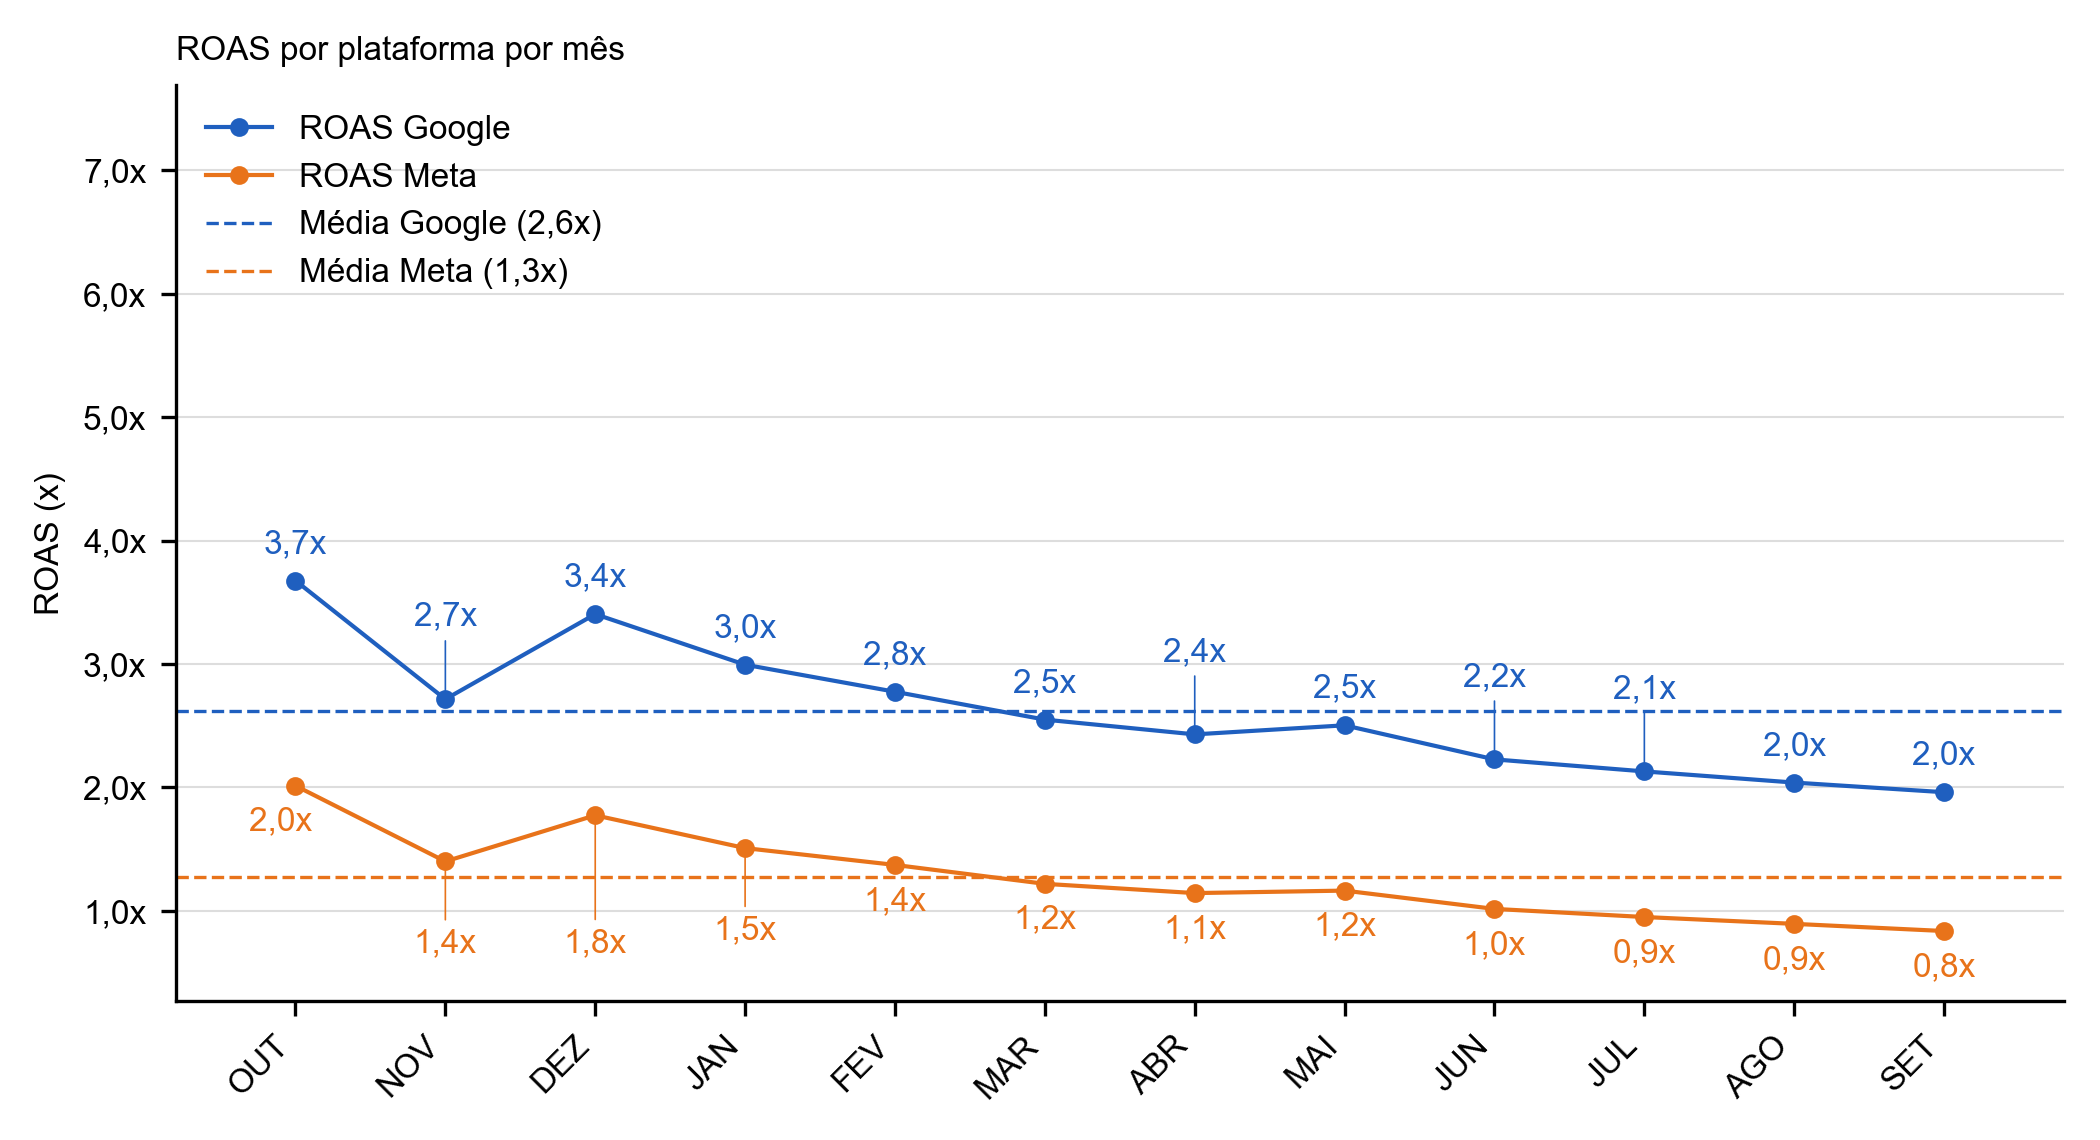 ROAS por plataforma por mês
ROAS Google
ROAS Meta
Média Google (2,6x)
Média Meta (1,3x)
ROAS (x)
7,0x
6,0x
5,0x
4,0x
3,0x
2,0x
1,0x
3,7x
2,7x
3,4x
3,0x
2,8x
2,5x
2,4x
2,5x
2,2x
2,1x
2,0x
2,0x
2,0x
1,4x
1,8x
1,5x
1,4x
1,2x
1,1x
1,2x
1,0x
0,9x
0,9x
0,8x
OUT
NOV
DEZ
JAN
FEV
MAR
ABR
MAI
JUN
JUL
AGO
SET